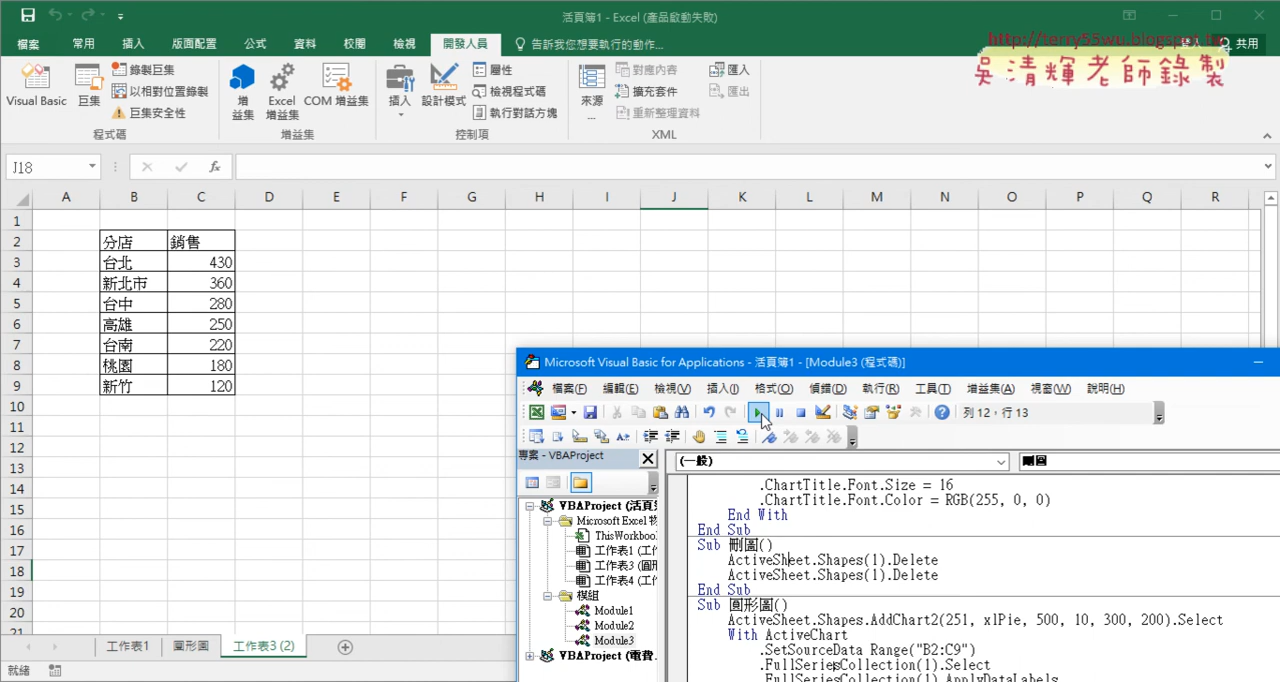 活頁簿1 - Excel (產品啟動失敗)
http://terry55wu.blogspot.tw
吳清輝老師錄製
檔案 常用 插入 版面配置 公式 資料 校閱 檢視 開發人員 告訴我您想要執行的動作... 共用
Visual Basic 巨集 錄製巨集 以相對位置錄製 巨集安全性
增益集 Excel 增益集 COM 增益集
插入 設計模式 屬性 檢視程式碼 執行對話方塊
來源... 對應內容 擴充套件 重新整理資料 匯入 匯出
程式碼 增益集 控制項 XML
J18 fx
A B C D E F G H I J K L M N O P Q R
1
2 分店 銷售
3 台北 430
4 新北市 360
5 台中 280
6 高雄 250
7 台南 220
8 桃園 180
9 新竹 120
10
11
12
13
14
15
16
17
18
19
20
21
工作表1 圓形圖 工作表3 (2)
就緒
Microsoft Visual Basic for Applications - 活頁簿1 - [Module3 (程式碼)]
檔案(F) 編輯(E) 檢視(V) 插入(I) 格式(O) 偵錯(D) 執行(R) 工具(T) 增益集(A) 視窗(W) 說明(H)
列 12，行 13
專案 - VBAProject
VBAProject (活頁簿
Microsoft Excel 物
ThisWorkboo
工作表1 (工
工作表3 (圓形
工作表4 (工
模組
Module1
Module2
Module3
VBAProject (電費.
(一般) 刪圖
.ChartTitle.Font.Size = 16
.ChartTitle.Font.Color = RGB(255, 0, 0)
End With
End Sub
Sub 刪圖()
ActiveSheet.Shapes(1).Delete
ActiveSheet.Shapes(1).Delete
End Sub
Sub 圓形圖()
ActiveSheet.Shapes.AddChart2(251, xlPie, 500, 10, 300, 200).Select
With ActiveChart
.SetSourceData Range("B2:C9")
.FullSeriesCollection(1).Select
.FullSeriesCollection(1).ApplyDataLabels